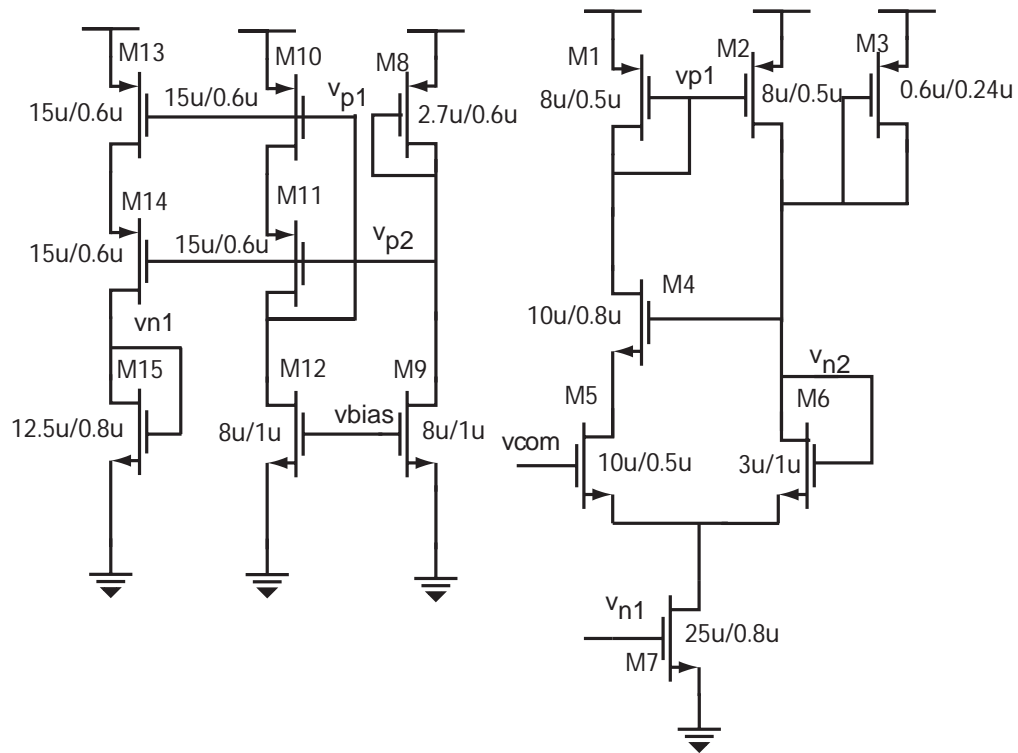 M13
M10
M8
15u/0.6u
15u/0.6u
vp1
2.7u/0.6u
M14
M11
15u/0.6u
15u/0.6u
vp2
vn1
M15
M12
M9
12.5u/0.8u
8u/1u
vbias
8u/1u
M1
M2
M3
vp1
8u/0.5u
8u/0.5u
0.6u/0.24u
M4
10u/0.8u
vn2
M5
M6
vcom
10u/0.5u
3u/1u
vn1
25u/0.8u
M7